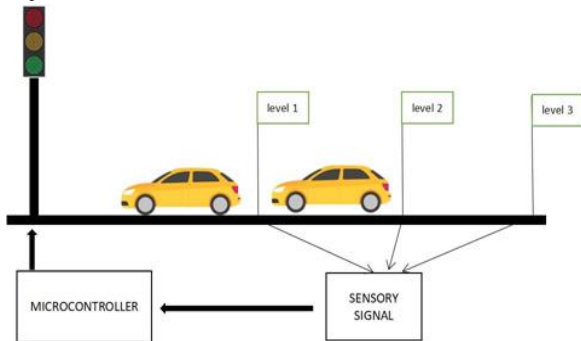 level 1
level 2
level 3
MICROCONTROLLER
SENSORY
SIGNAL